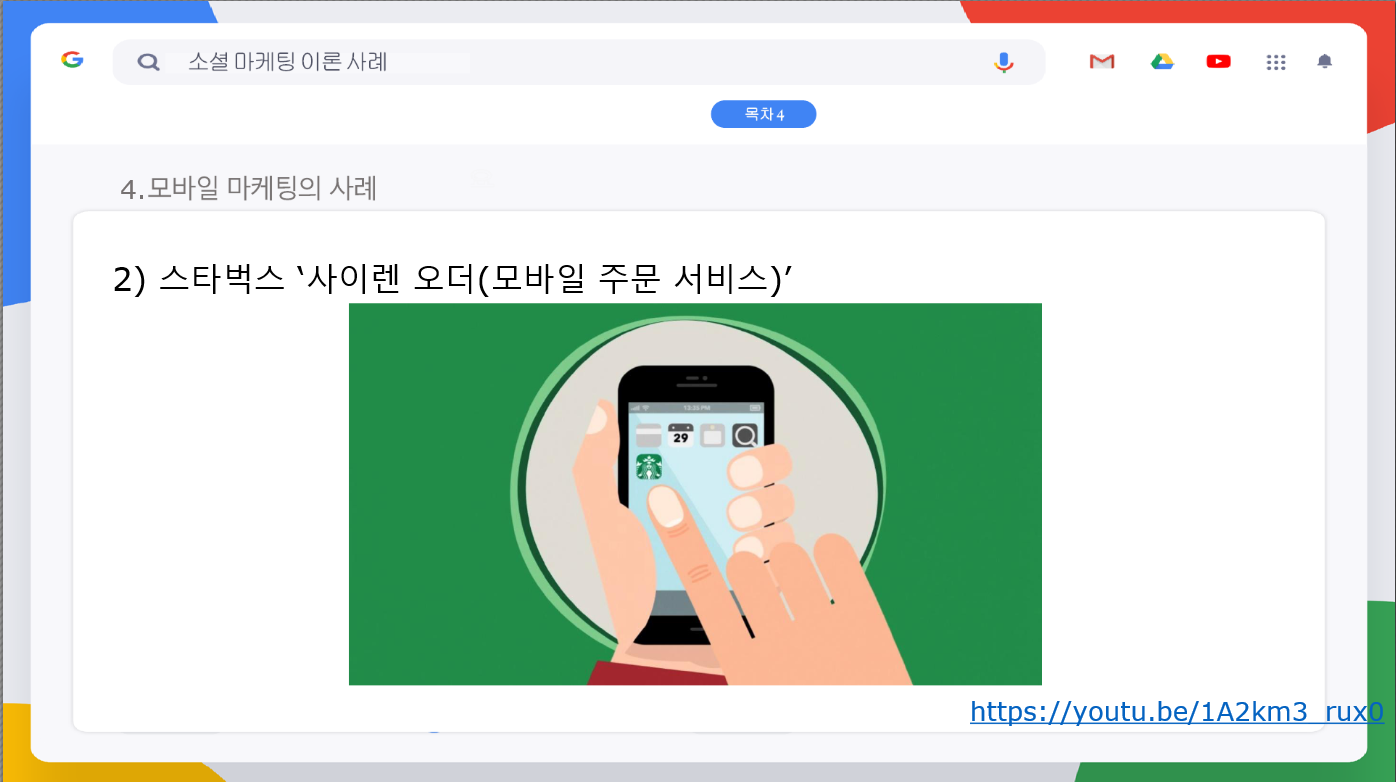 소셜 마케팅 이론 사례
목차 4
4.모바일 마케팅의 사례
2) 스타벅스 ‘사이렌 오더(모바일 주문 서비스)’
29
https://youtu.be/1A2km3_rux0